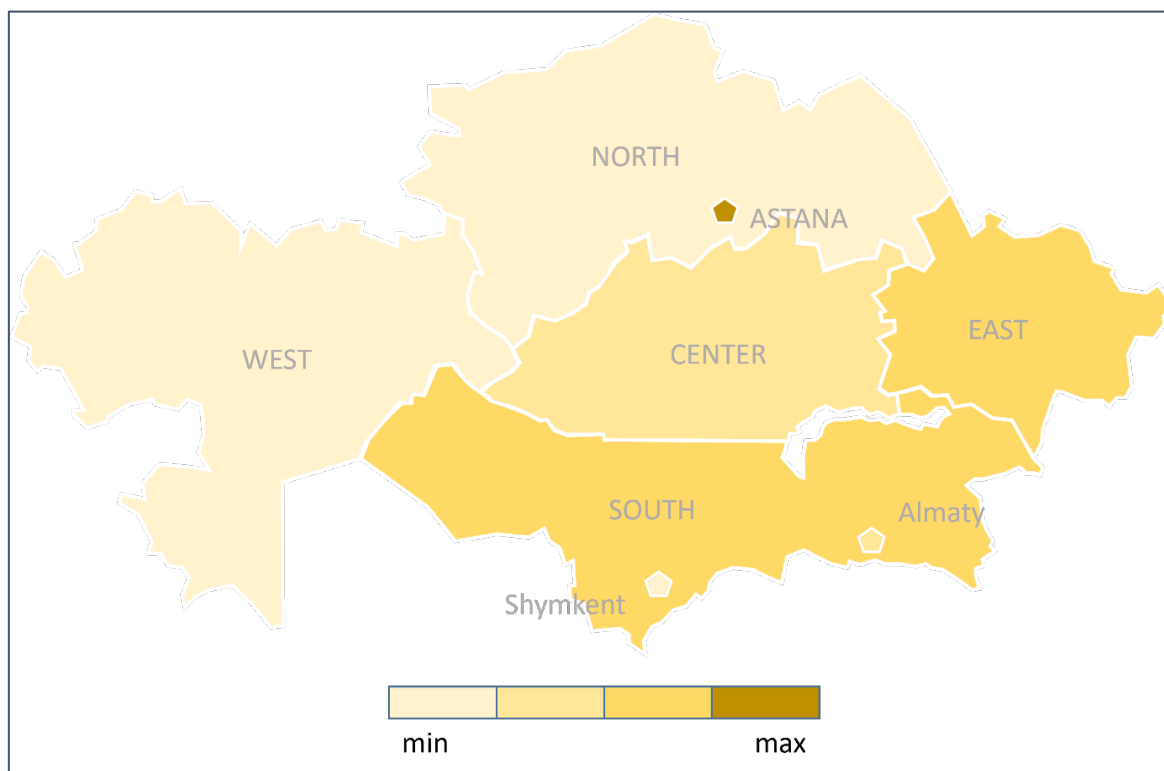 NORTH
ASTANA
EAST
CENTER
WEST
SOUTH
Almaty
Shymkent
min
max